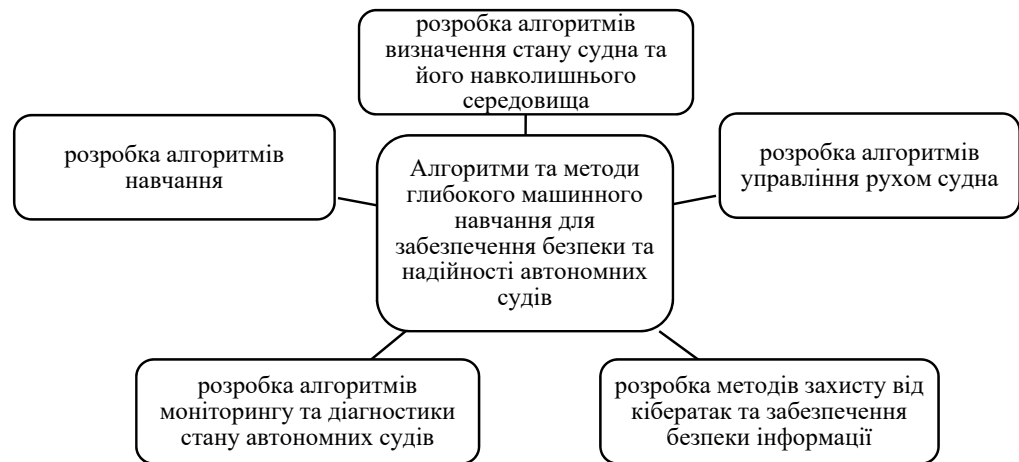 розробка алгоритмів
визначення стану судна та
його навколишнього
середовища
розробка алгоритмів
навчання
Алгоритми та методи
глибокого машинного
навчання для
забезпечення безпеки та
надійності автономних
судів
розробка алгоритмів
управління рухом судна
розробка алгоритмів
моніторингу та діагностики
стану автономних судів
розробка методів захисту від
кібератак та забезпечення
безпеки інформації